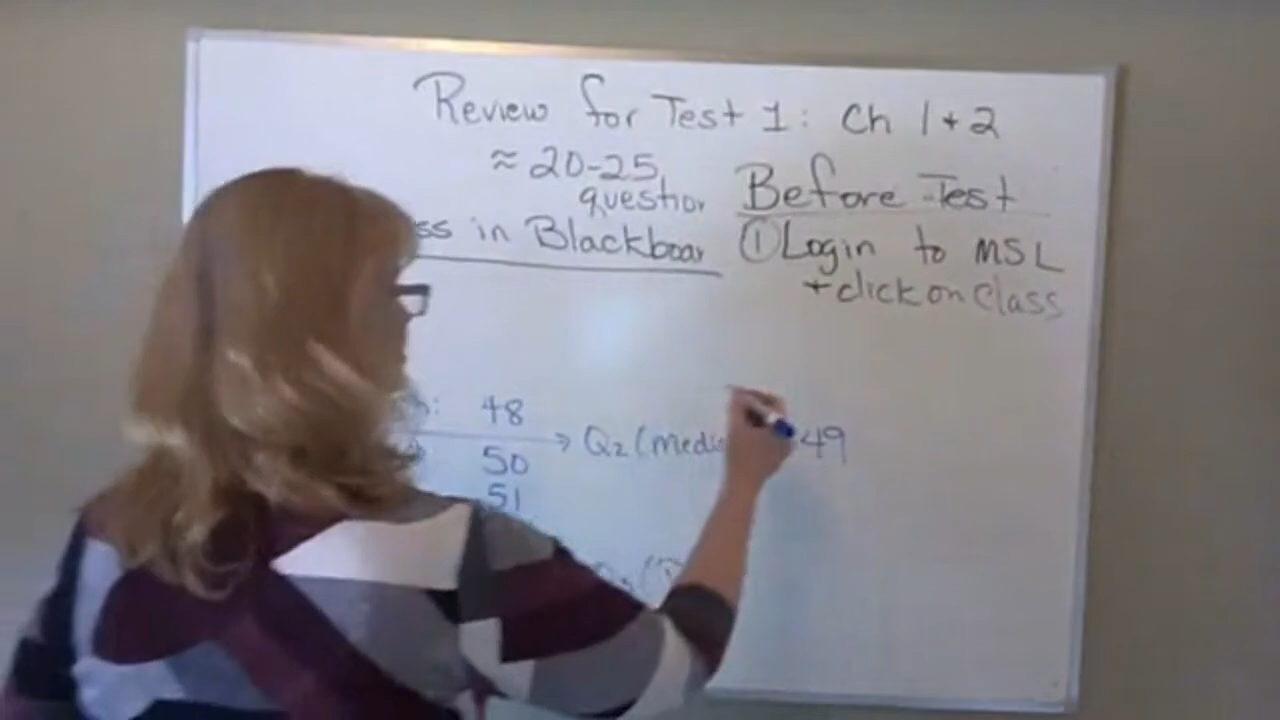 Review for Test 1: Ch 1 + 2
≈ 20-25
question
in Blackboar
Before Test
① Login to MSL
+ click on Class
48
→ Q2 (medi 49
50
51